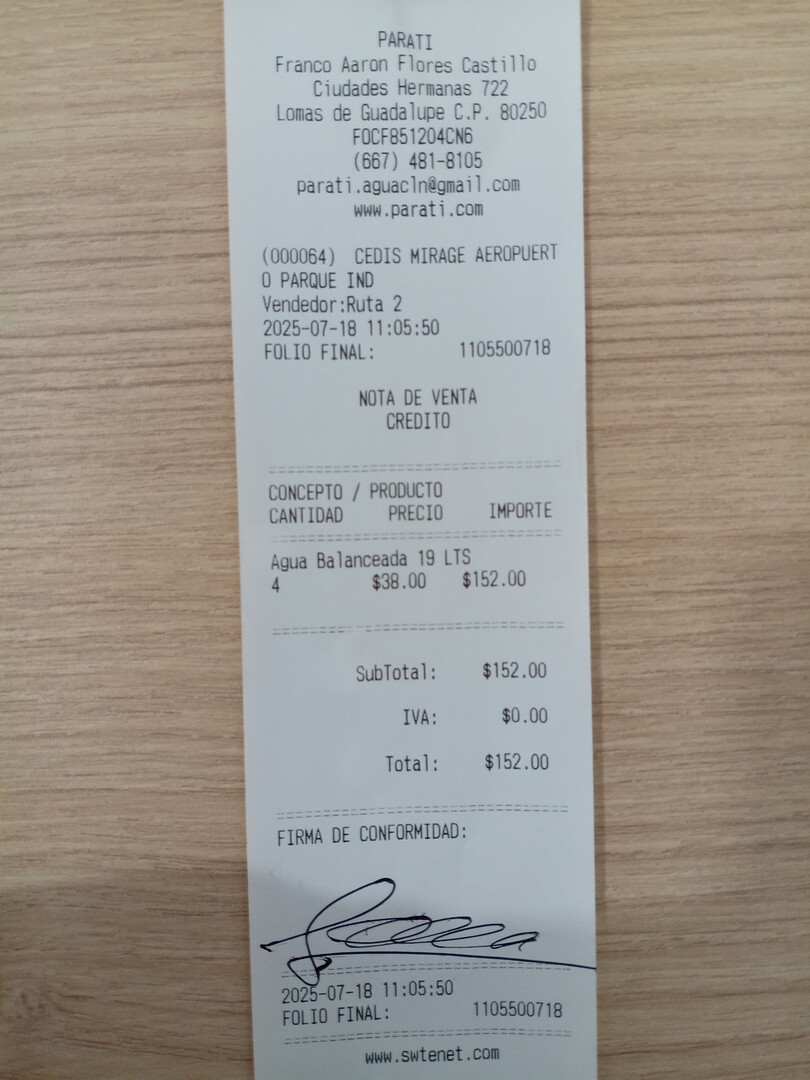 PARATI
Franco Aaron Flores Castillo
Ciudades Hermanas 722
Lomas de Guadalupe C.P. 80250
FOCF851204CN6
(667) 481-8105
parati.aguacln@gmail.com
www.parati.com
(000064) CEDIS MIRAGE AEROPUERT
O PARQUE IND
Vendedor:Ruta 2
2025-07-18 11:05:50
FOLIO FINAL: 1105500718
NOTA DE VENTA
CREDITO
CONCEPTO / PRODUCTO
CANTIDAD PRECIO IMPORTE
Agua Balanceada 19 LTS
4 $38.00 $152.00
SubTotal: $152.00
IVA: $0.00
Total: $152.00
FIRMA DE CONFORMIDAD:
2025-07-18 11:05:50
FOLIO FINAL: 1105500718
www.swtenet.com